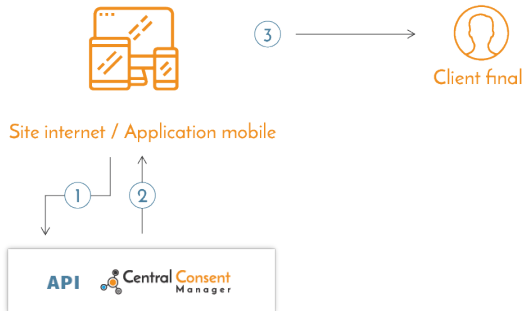 3
Client final
Site internet / Application mobile
1
2
API
Central Consent
Manager